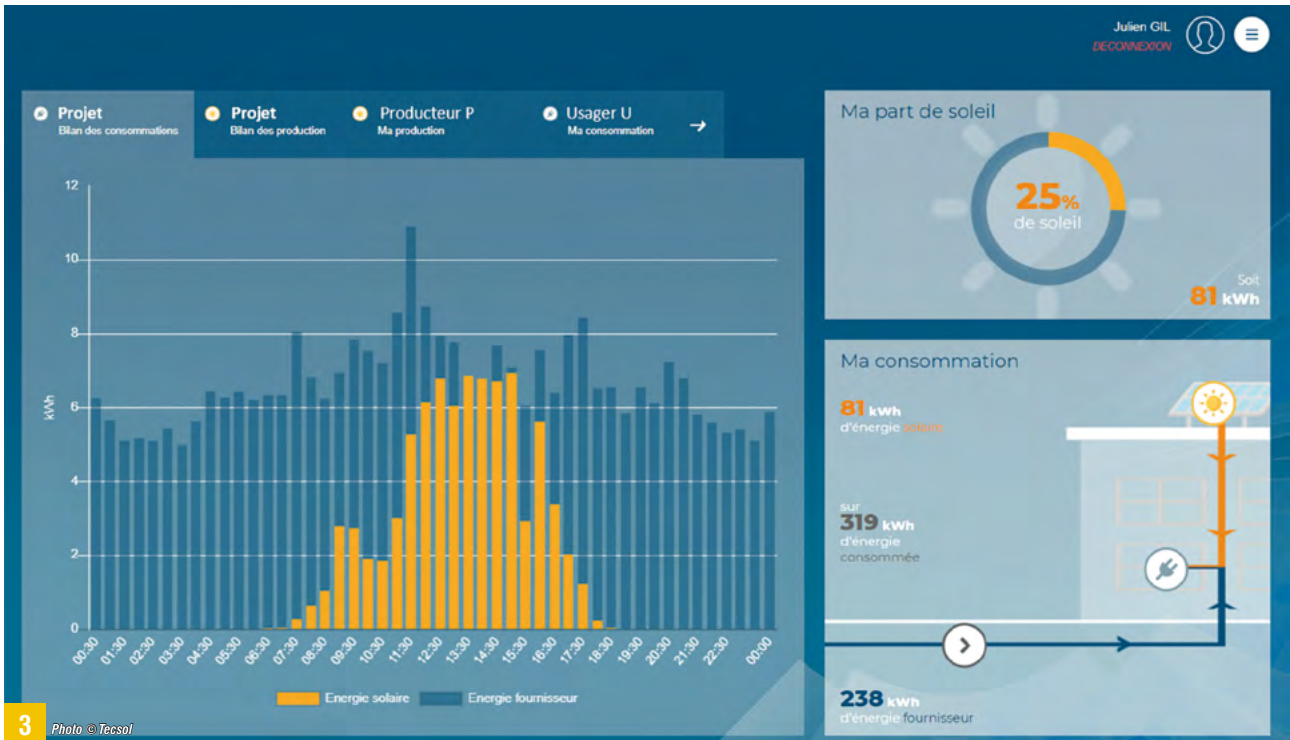 Julien GIL
DECONNEXION
Projet
Bilan des consommations
Projet
Bilan des production
Producteur P
Ma production
Usager U
Ma consommation
12
10
8
6
4
2
0
kWh
00:30
01:30
02:30
03:30
04:30
05:30
06:30
07:30
08:30
09:30
10:30
11:30
12:30
13:30
14:30
15:30
16:30
17:30
18:30
19:30
20:30
21:30
22:30
00:00
Energie solaire
Energie fournisseur
Ma part de soleil
25%
de soleil
Soit
81 kWh
Ma consommation
81 kWh
d'énergie solaire
sur
319 kWh
d'énergie
consommée
238 kWh
d'énergie fournisseur
3 Photo © Tecsol